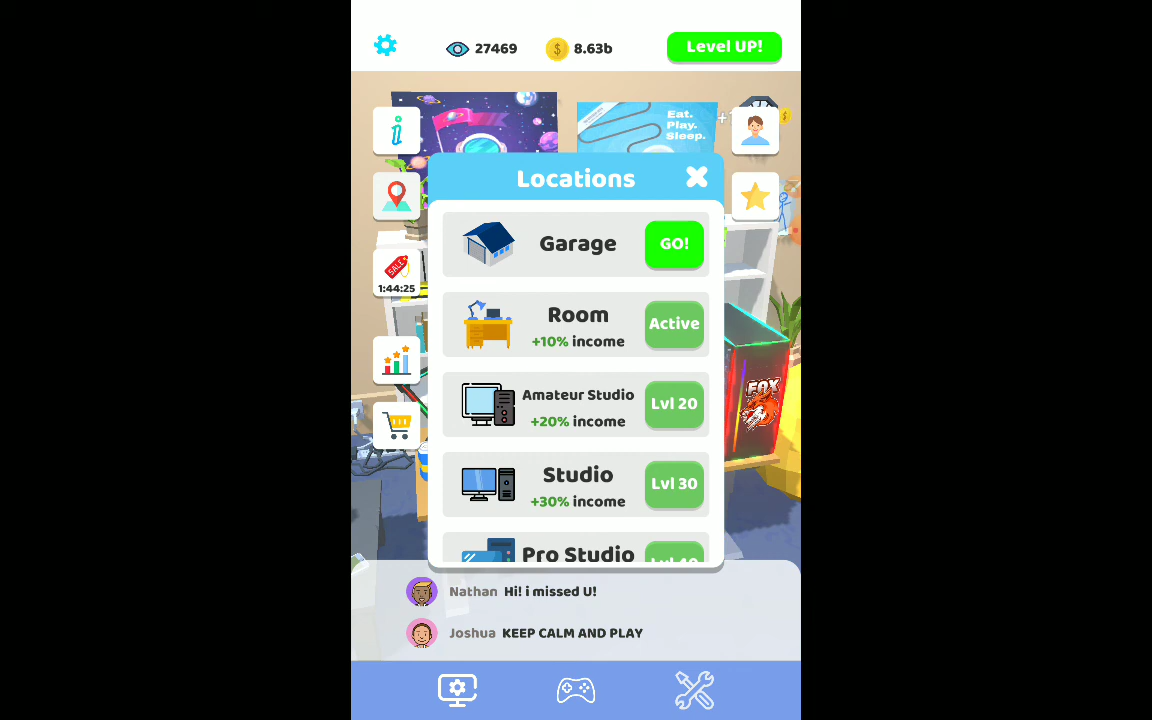 27469
8.63b
Level UP!
Eat.
Play.
Sleep.
Locations
SALE
1:44:25
Garage
GO!
Room
+10% income
Active
Amateur Studio
+20% income
Lvl 20
Studio
+30% income
Lvl 30
Pro Studio
FOX
Nathan Hi! i missed U!
Joshua KEEP CALM AND PLAY